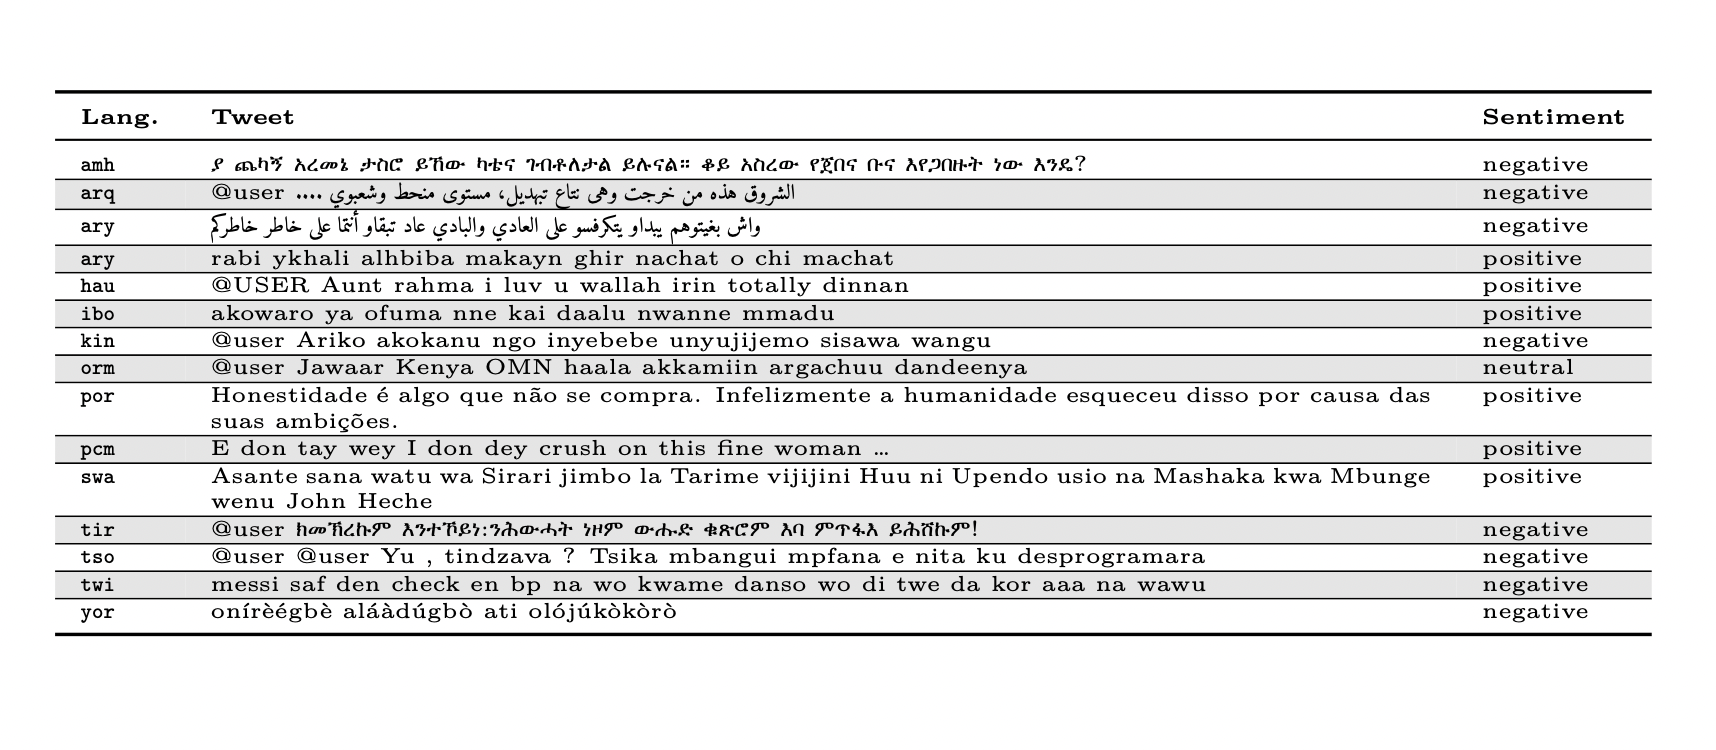 Lang. Tweet Sentiment
amh ያ ጨካኝ አረመኔ ታስሮ ይኸው ካቴና ገብቶለታል ይሉናል። ቆይ አስረው የጀበና ቡና እየጋበዙት ነው እንዴ? negative
arq @user الشروق هذه من خرجت وهى نتاع تبهديل، مستوى منحط وشعبوي .... negative
ary واش بغيتوهم يبداو يتكرفسو على العادي والبادي عاد تبقاو أنتما على خاطر خاطركم negative
ary rabi ykhali alhbiba makayn ghir nachat o chi machat positive
hau @USER Aunt rahma i luv u wallah irin totally dinnan positive
ibo akowaro ya ofuma nne kai daalu nwanne mmadu positive
kin @user Ariko akokanu ngo inyebebe unyujijemo sisawa wangu negative
orm @user Jawaar Kenya OMN haala akkamiin argachuu dandeenya neutral
por Honestidade é algo que não se compra. Infelizmente a humanidade esqueceu disso por causa das positive
suas ambições.
pcm E don tay wey I don dey crush on this fine woman ... positive
swa Asante sana watu wa Sirari jimbo la Tarime vijijini Huu ni Upendo usio na Mashaka kwa Mbunge positive
wenu John Heche
tir @user ክመኽረኩም እንተኾይነ:ንሕውሓት ነዞም ውሑድ ቁጽሮም እባ ምጥፋእ ይሕሸኩም! negative
tso @user @user Yu , tindzava ? Tsika mbangui mpfana e nita ku desprogramara negative
twi messi saf den check en bp na wo kwame danso wo di twe da kor aaa na wawu negative
yor onírèégbè aláàdúgbò ati olójúkòkòrò negative